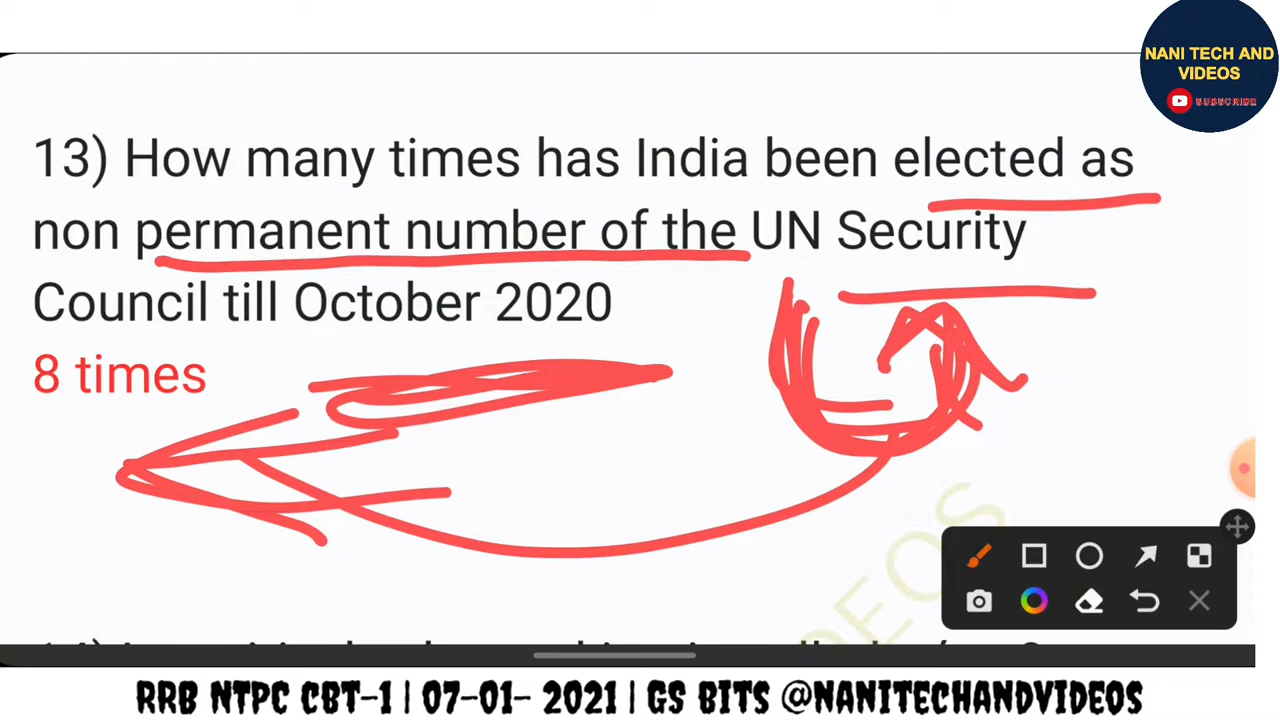 NANI TECH AND
VIDEOS
SUBSCRIBE
13) How many times has India been elected as
non permanent number of the UN Security
Council till October 2020
8 times
RRB NTPC CBT-1 | 07-01- 2021 | GS BITS @NANITECHANDVIDEOS